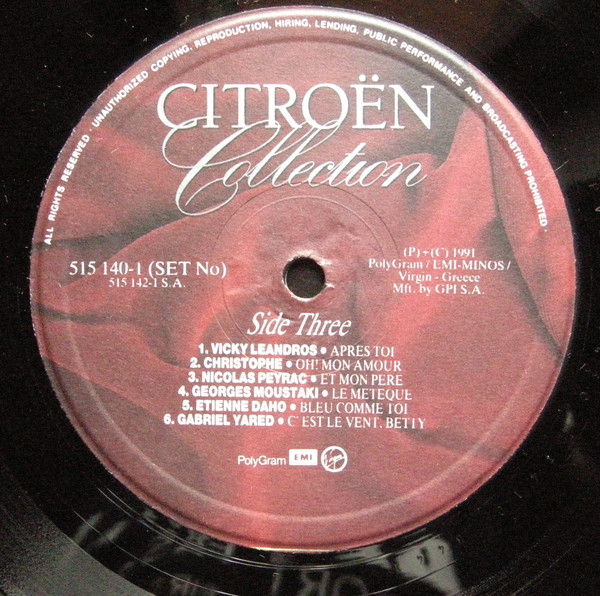 ALL RIGHTS RESERVED · UNAUTHORIZED COPYING, REPRODUCTION, HIRING, LENDING, PUBLIC PERFORMANCE AND BROADCASTING PROHIBITED ·
CITROËN
Collection
515 140-1 (SET No)
515 142-1 S.A.
(P)+(C) 1991
PolyGram / EMI-MINOS /
Virgin - Greece
Mft. by GPI S.A.
Side Three
1. VICKY LEANDROS • APRES TOI
2. CHRISTOPHE • OH! MON AMOUR
3. NICOLAS PEYRAC • ET MON PERE
4. GEORGES MOUSTAKI • LE METEQUE
5. ETIENNE DAHO • BLEU COMME TOI
6. GABRIEL YARED • C'EST LE VENT, BETTY
PolyGram EMI Virgin